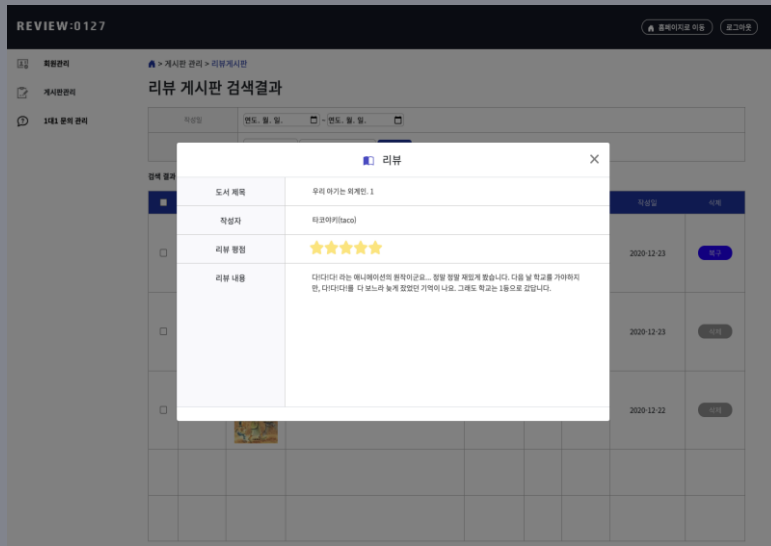 REVIEW:0127
홈페이지로 이동
로그아웃
회원관리
게시판관리
1대1 문의 관리
> 게시판 관리 > 리뷰게시판
리뷰 게시판 검색결과
작성일
연도. 월. 일. - 연도. 월. 일.
검색 결과
작성일
삭제
리뷰
도서 제목
우리 아기는 외계인. 1
작성자
타코야키(taco)
리뷰 평점
리뷰 내용
다!다!다! 라는 애니메이션의 원작이군요... 정말 정말 재밌게 봤습니다. 다음 날 학교를 가야하지
만, 다!다!다!를 다 보느라 늦게 잤었던 기억이 나요. 그래도 학교는 1등으로 갔답니다.
2020-12-23
복구
2020-12-23
삭제
2020-12-22
삭제